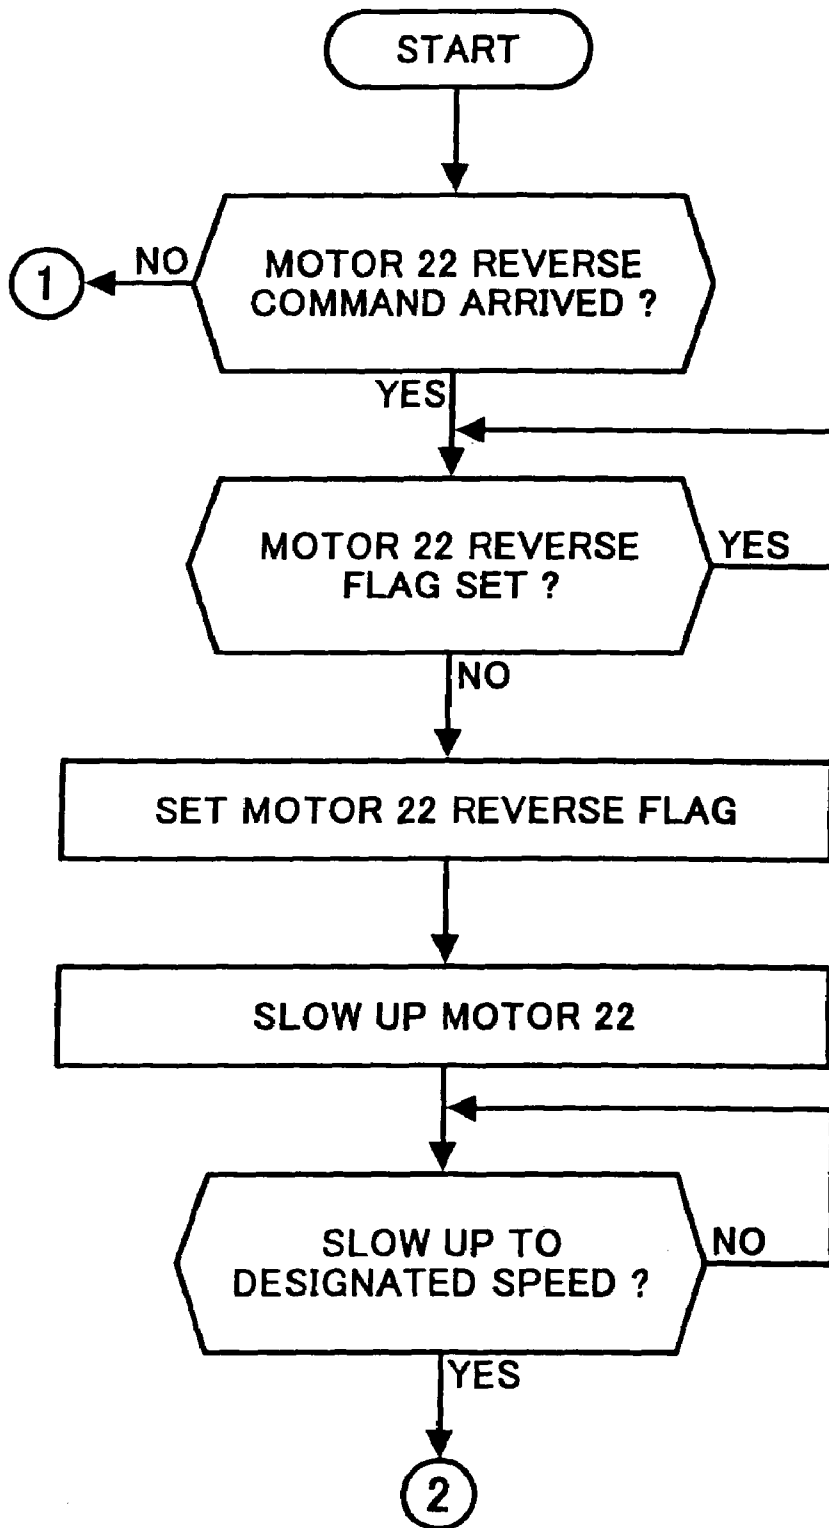 START
NO
1
MOTOR 22 REVERSE
COMMAND ARRIVED ?
YES
MOTOR 22 REVERSE
FLAG SET ?
YES
NO
SET MOTOR 22 REVERSE FLAG
SLOW UP MOTOR 22
SLOW UP TO
DESIGNATED SPEED ?
NO
YES
2